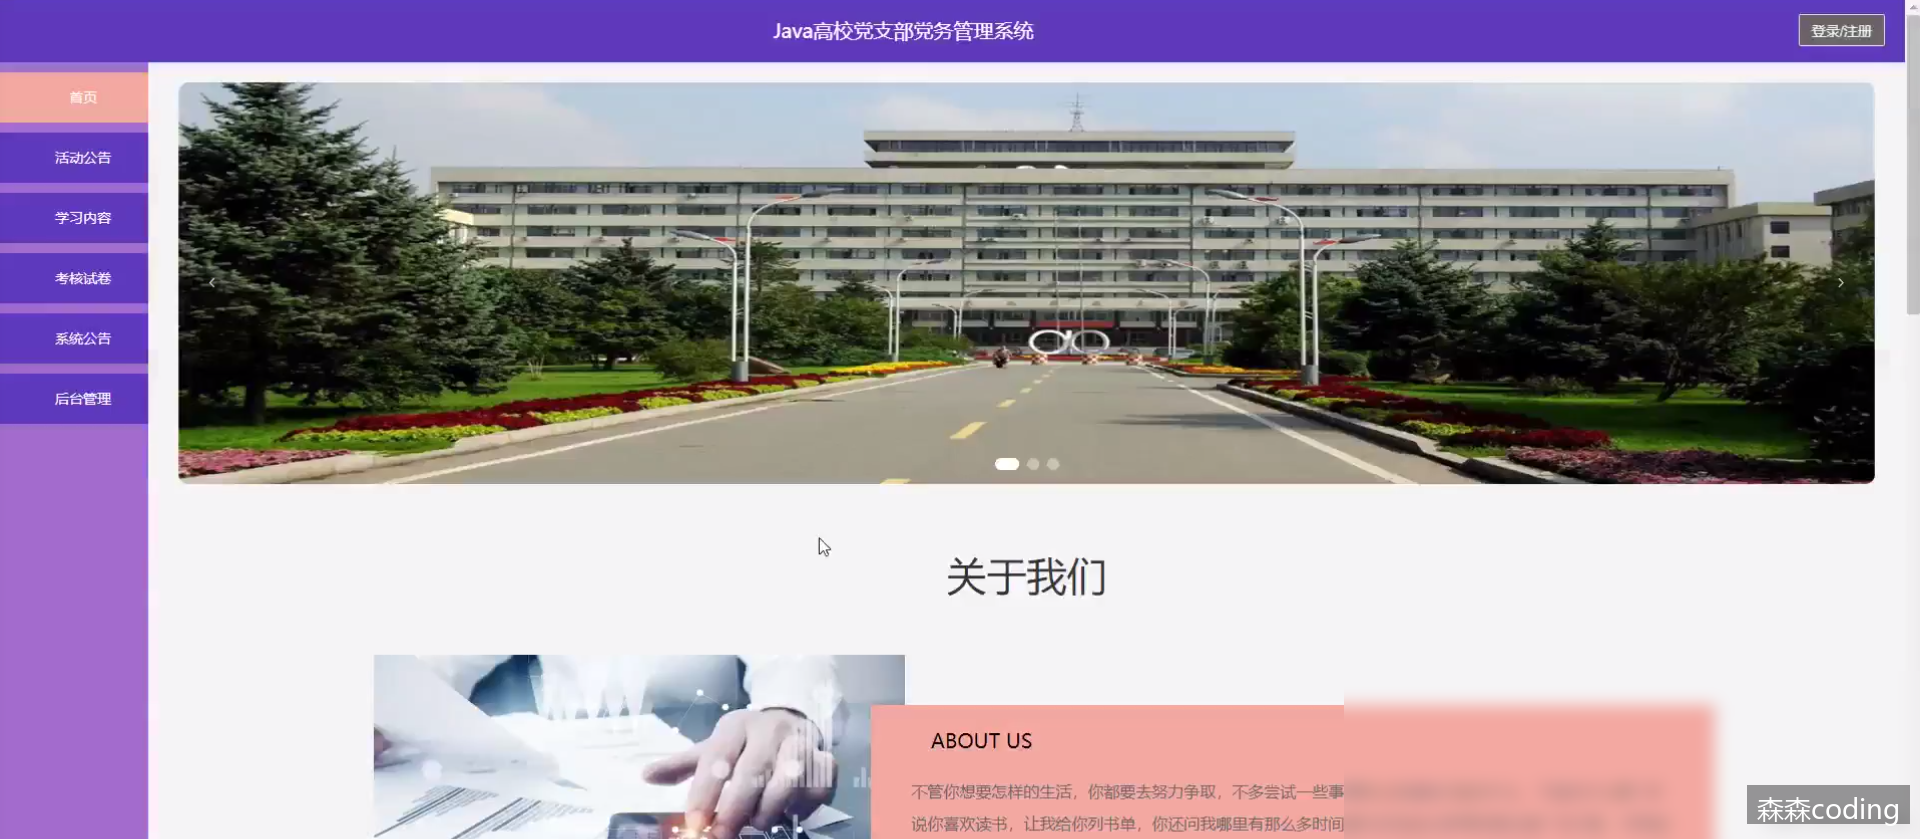 Java高校党支部党务管理系统
登录/注册
首页
活动公告
学习内容
考核试卷
系统公告
后台管理
关于我们
ABOUT US
不管你想要怎样的生活，你都要去努力争取，不多尝试一些事
说你喜欢读书，让我给你列书单，你还问我哪里有那么多时间
森森coding